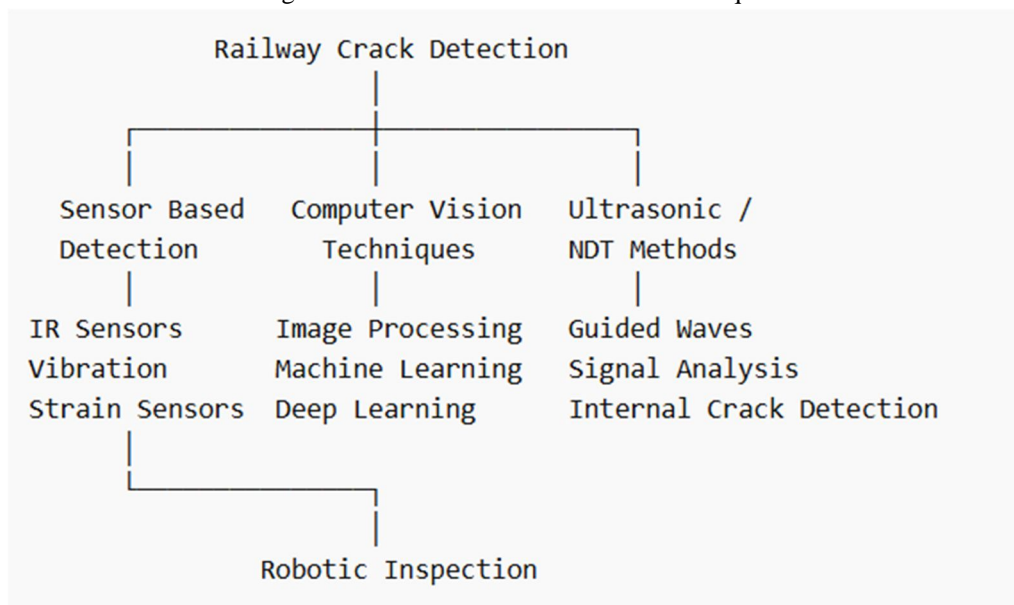 Railway Crack Detection
Sensor Based Computer Vision Ultrasonic /
Detection Techniques NDT Methods
IR Sensors Image Processing Guided Waves
Vibration Machine Learning Signal Analysis
Strain Sensors Deep Learning Internal Crack Detection
Robotic Inspection